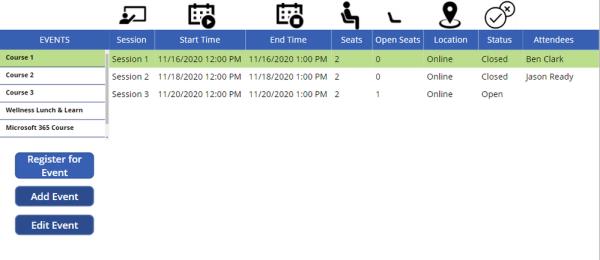 EVENTS Session Start Time End Time Seats Open Seats Location Status Attendees
Course 1 Session 1 11/16/2020 12:00 PM 11/16/2020 1:00 PM 2 0 Online Closed Ben Clark
Course 2 Session 2 11/18/2020 12:00 PM 11/18/2020 1:00 PM 2 0 Online Closed Jason Ready
Course 3 Session 3 11/20/2020 12:00 PM 11/20/2020 1:00 PM 2 1 Online Open
Wellness Lunch & Learn
Microsoft 365 Course
Register for
Event
Add Event
Edit Event